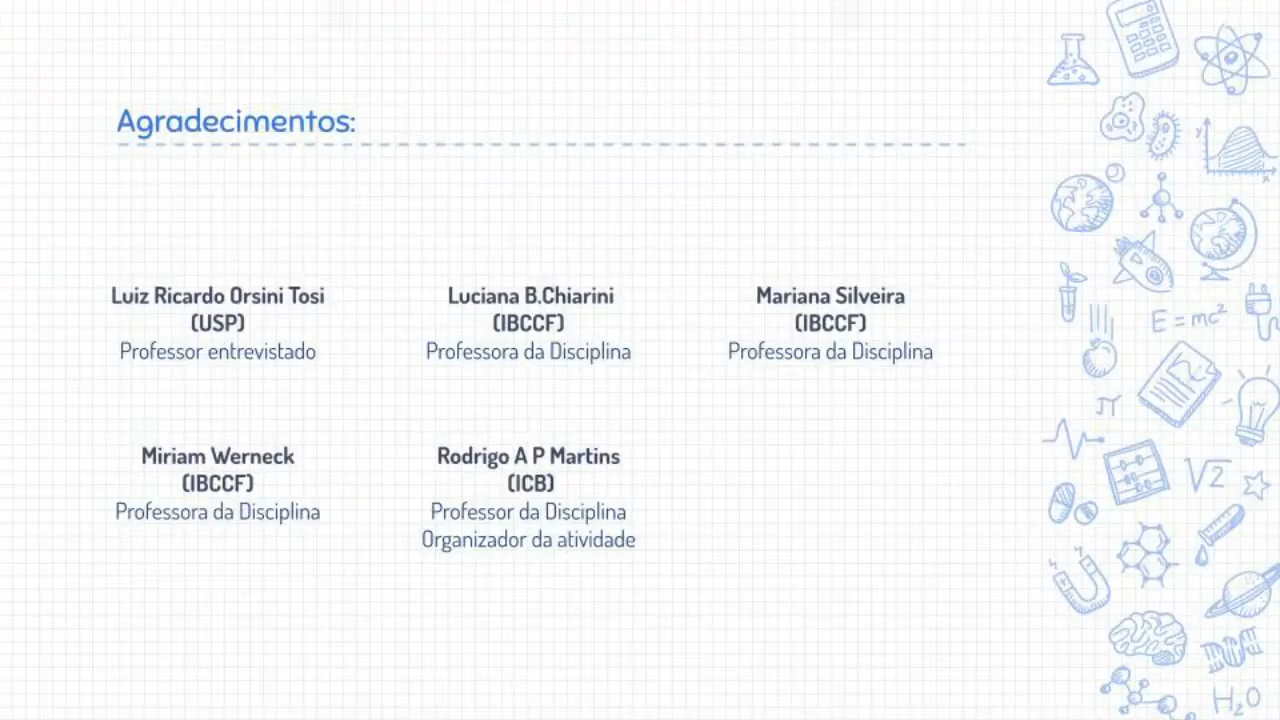 Agradecimentos:
Luiz Ricardo Orsini Tosi
(USP)
Professor entrevistado
Luciana B.Chiarini
(IBCCF)
Professora da Disciplina
Mariana Silveira
(IBCCF)
Professora da Disciplina
Miriam Werneck
(IBCCF)
Professora da Disciplina
Rodrigo A P Martins
(ICB)
Professor da Disciplina
Organizador da atividade
y
x
E = mc²
π
√2
H₂O